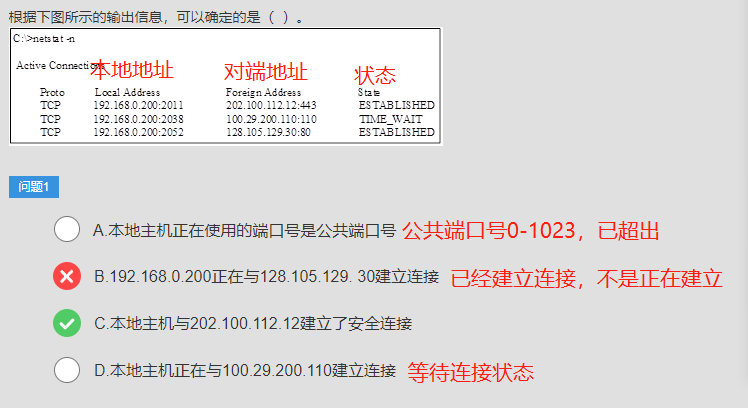 根据下图所示的输出信息，可以确定的是（ ）。
C:\>netstat -n
Active Connections
本地地址 对端地址 状态
Proto Local Address Foreign Address State
TCP 192.168.0.200:2011 202.100.112.12:443 ESTABLISHED
TCP 192.168.0.200:2038 100.29.200.110:110 TIME_WAIT
TCP 192.168.0.200:2052 128.105.129.30:80 ESTABLISHED
问题1
A.本地主机正在使用的端口号是公共端口号 公共端口号0-1023，已超出
B.192.168.0.200正在与128.105.129. 30建立连接 已经建立连接，不是正在建立
C.本地主机与202.100.112.12建立了安全连接
D.本地主机正在与100.29.200.110建立连接 等待连接状态